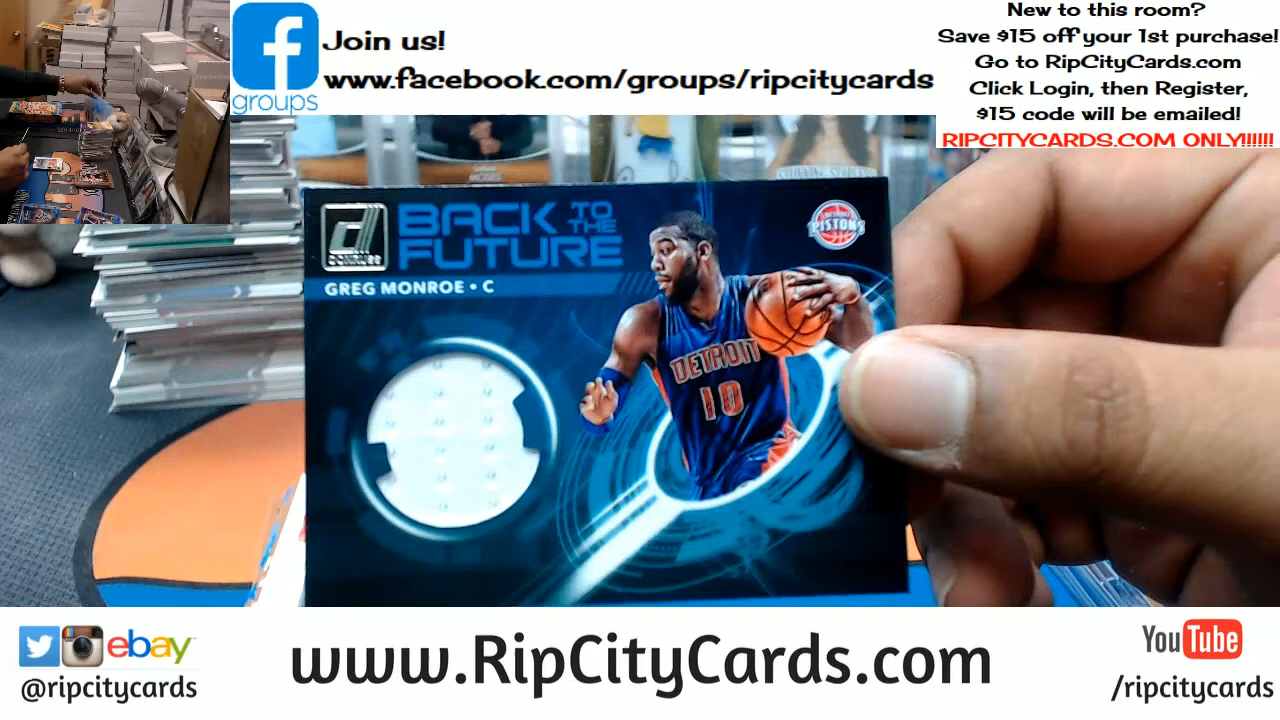 f
groups
Join us!
www.facebook.com/groups/ripcitycards
New to this room?
Save $15 off your 1st purchase!
Go to RipCityCards.com
Click Login, then Register,
$15 code will be emailed!
RIPCITYCARDS.COM ONLY!!!!!!
BACK TO THE
FUTURE
d
DONRUSS
DETROIT
PISTONS
GREG MONROE • C
DETROIT
10
ebay
@ripcitycards
www.RipCityCards.com
YouTube
/ripcitycards